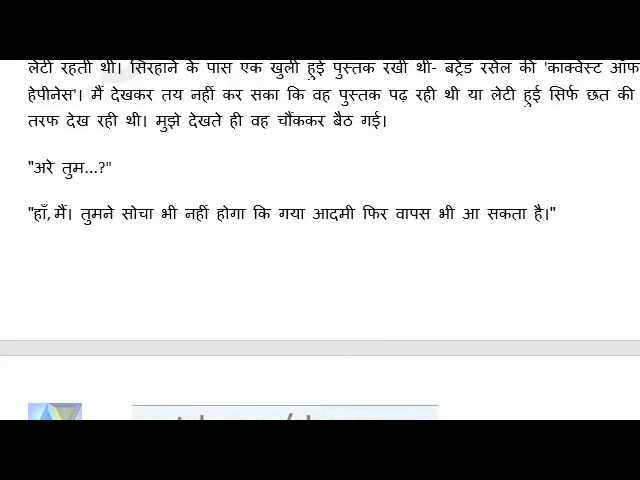 लेटी रहती थी। सिरहाने के पास एक खुली हुई पुस्तक रखी थी- बट्रेंड रसेल की 'काक्वेस्ट ऑफ
हेपीनेस'। मैं देखकर तय नहीं कर सका कि वह पुस्तक पढ़ रही थी या लेटी हुई सिर्फ छत की
तरफ देख रही थी। मुझे देखते ही वह चौंककर बैठ गई।
"अरे तुम...?"
"हाँ, मैं। तुमने सोचा भी नहीं होगा कि गया आदमी फिर वापस भी आ सकता है।"